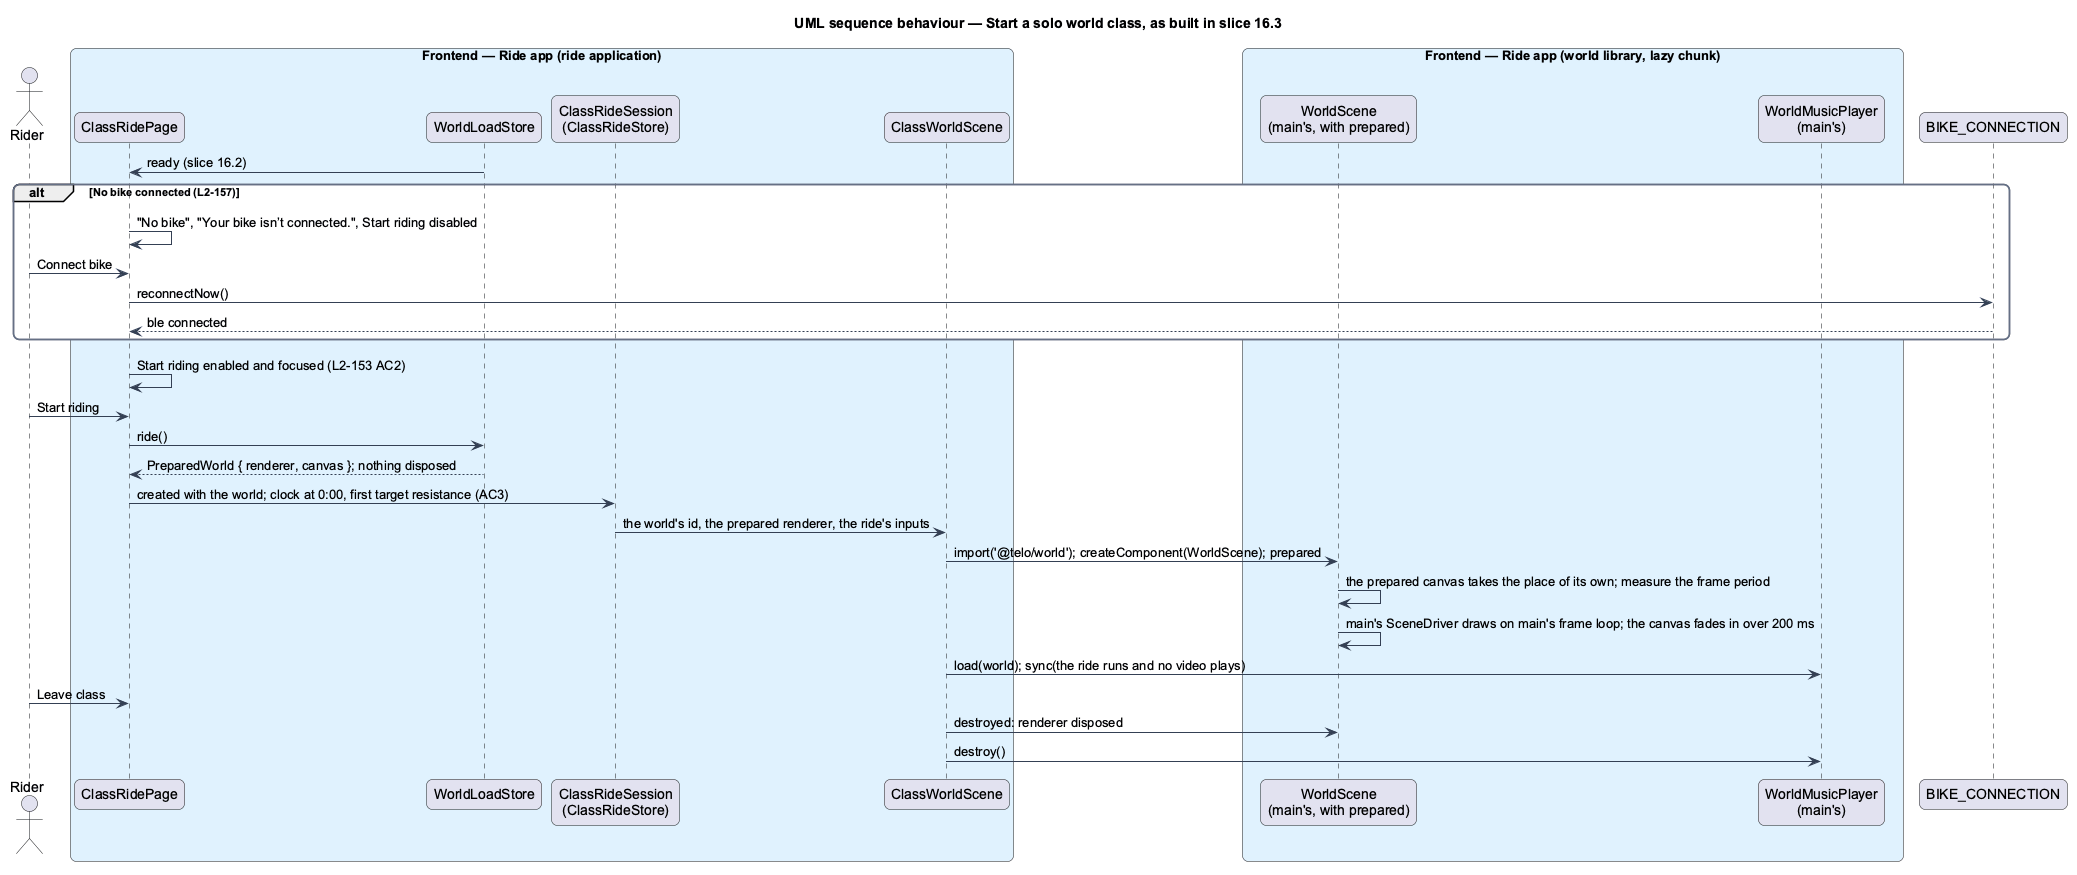 UML sequence behaviour — Start a solo world class, as built in slice 16.3
Frontend — Ride app (ride application)
Frontend — Ride app (world library, lazy chunk)
Rider
ClassRidePage
WorldLoadStore
ClassRideSession
(ClassRideStore)
ClassWorldScene
WorldScene
(main's, with prepared)
WorldMusicPlayer
(main's)
BIKE_CONNECTION
ready (slice 16.2)
alt
[No bike connected (L2-157)]
"No bike", "Your bike isn’t connected.", Start riding disabled
Connect bike
reconnectNow()
ble connected
Start riding enabled and focused (L2-153 AC2)
Start riding
ride()
PreparedWorld { renderer, canvas }; nothing disposed
created with the world; clock at 0:00, first target resistance (AC3)
the world's id, the prepared renderer, the ride's inputs
import('@telo/world'); createComponent(WorldScene); prepared
the prepared canvas takes the place of its own; measure the frame period
main's SceneDriver draws on main's frame loop; the canvas fades in over 200 ms
load(world); sync(the ride runs and no video plays)
Leave class
destroyed: renderer disposed
destroy()
Rider
ClassRidePage
WorldLoadStore
ClassRideSession
(ClassRideStore)
ClassWorldScene
WorldScene
(main's, with prepared)
WorldMusicPlayer
(main's)
BIKE_CONNECTION